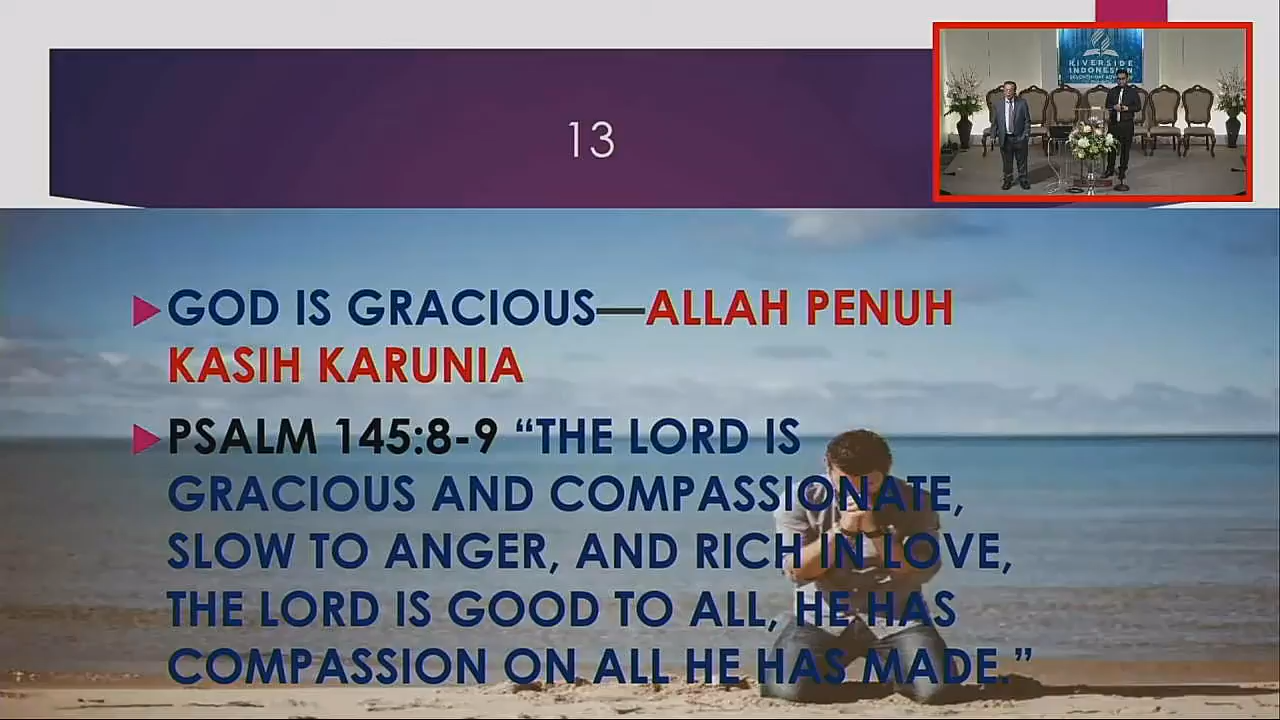 13
RIVERSIDE
INDONESIAN
GOD IS GRACIOUS—ALLAH PENUH
KASIH KARUNIA
PSALM 145:8-9 “THE LORD IS
GRACIOUS AND COMPASSIONATE,
SLOW TO ANGER, AND RICH IN LOVE,
THE LORD IS GOOD TO ALL, HE HAS
COMPASSION ON ALL HE HAS MADE.”